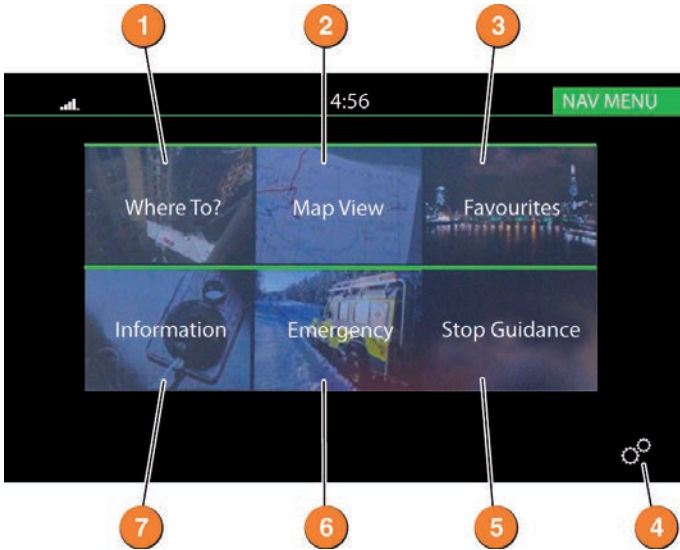 1 2 3
4:56 NAV MENU
Where To? Map View Favourites
Information Emergency Stop Guidance
7 6 5 4